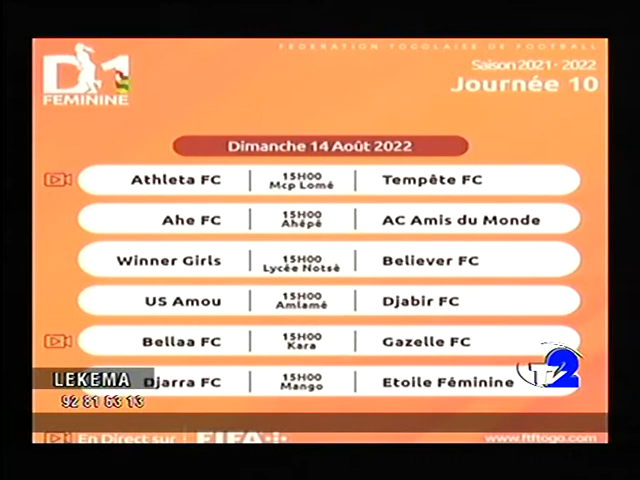 FEDERATION TOGOLAISE DE FOOTBALL
D1
FEMININE
Saison 2021 - 2022
Journée 10
Dimanche 14 Août 2022
Athleta FC 15H00 Mcp Lomé Tempête FC
Ahe FC 15H00 Ahépé AC Amis du Monde
Winner Girls 15H00 Lycée Notsè Believer FC
US Amou 15H00 Amlamé Djabir FC
Bellaa FC 15H00 Kara Gazelle FC
Djarra FC 15H00 Mango Etoile Féminine
LEKEMA
92 81 63 13
TV2
En Direct sur FIFA+
www.ftftogo.com